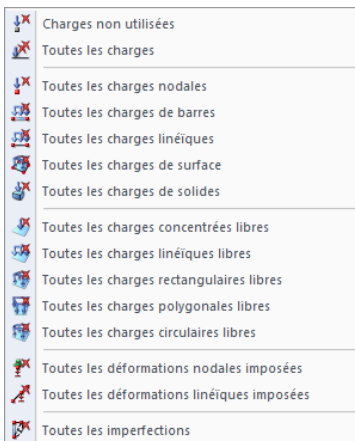 Charges non utilisées
Toutes les charges
Toutes les charges nodales
Toutes les charges de barres
Toutes les charges linéïques
Toutes les charges de surface
Toutes les charges de solides
Toutes les charges concentrées libres
Toutes les charges linéïques libres
Toutes les charges rectangulaires libres
Toutes les charges polygonales libres
Toutes les charges circulaires libres
Toutes les déformations nodales imposées
Toutes les déformations linéïques imposées
Toutes les imperfections